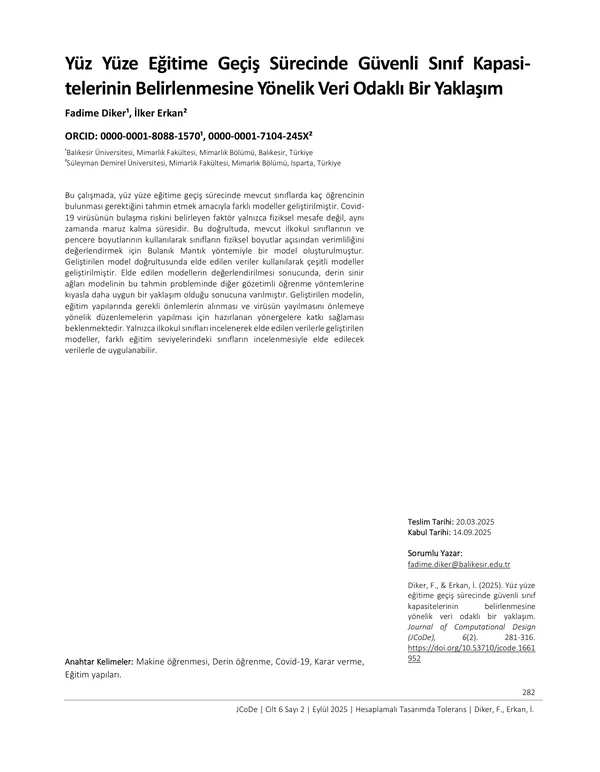 Yüz Yüze Eğitime Geçiş Sürecinde Güvenli Sınıf Kapasi-
telerinin Belirlenmesine Yönelik Veri Odaklı Bir Yaklaşım
Fadime Diker¹, İlker Erkan²
ORCID: 0000-0001-8088-1570¹, 0000-0001-7104-245X²
¹Balıkesir Üniversitesi, Mimarlık Fakültesi, Mimarlık Bölümü, Balıkesir, Türkiye
²Süleyman Demirel Üniversitesi, Mimarlık Fakültesi, Mimarlık Bölümü, Isparta, Türkiye
Bu çalışmada, yüz yüze eğitime geçiş sürecinde mevcut sınıflarda kaç öğrencinin
bulunması gerektiğini tahmin etmek amacıyla farklı modeller geliştirilmiştir. Covid-
19 virüsünün bulaşma riskini belirleyen faktör yalnızca fiziksel mesafe değil, aynı
zamanda maruz kalma süresidir. Bu doğrultuda, mevcut ilkokul sınıflarının ve
pencere boyutlarının kullanılarak sınıfların fiziksel boyutlar açısından verimliliğini
değerlendirmek için Bulanık Mantık yöntemiyle bir model oluşturulmuştur.
Geliştirilen model doğrultusunda elde edilen veriler kullanılarak çeşitli modeller
geliştirilmiştir. Elde edilen modellerin değerlendirilmesi sonucunda, derin sinir
ağları modelinin bu tahmin probleminde diğer gözetimli öğrenme yöntemlerine
kıyasla daha uygun bir yaklaşım olduğu sonucuna varılmıştır. Geliştirilen modelin,
eğitim yapılarında gerekli önlemlerin alınması ve virüsün yayılmasını önlemeye
yönelik düzenlemelerin yapılması için hazırlanan yönergelere katkı sağlaması
beklenmektedir. Yalnızca ilkokul sınıfları incelenerek elde edilen verilerle geliştirilen
modeller, farklı eğitim seviyelerindeki sınıfların incelenmesiyle elde edilecek
verilerle de uygulanabilir.
Teslim Tarihi: 20.03.2025
Kabul Tarihi: 14.09.2025
Sorumlu Yazar:
fadime.diker@balikesir.edu.tr
Diker, F., & Erkan, İ. (2025). Yüz yüze
eğitime geçiş sürecinde güvenli sınıf
kapasitelerinin belirlenmesine
yönelik veri odaklı bir yaklaşım.
Journal of Computational Design
(JCoDe), 6(2). 281-316.
https://doi.org/10.53710/jcode.1661
952
Anahtar Kelimeler: Makine öğrenmesi, Derin öğrenme, Covid-19, Karar verme,
Eğitim yapıları.
282
JCoDe | Cilt 6 Sayı 2 | Eylül 2025 | Hesaplamalı Tasarımda Tolerans | Diker, F., Erkan, İ.